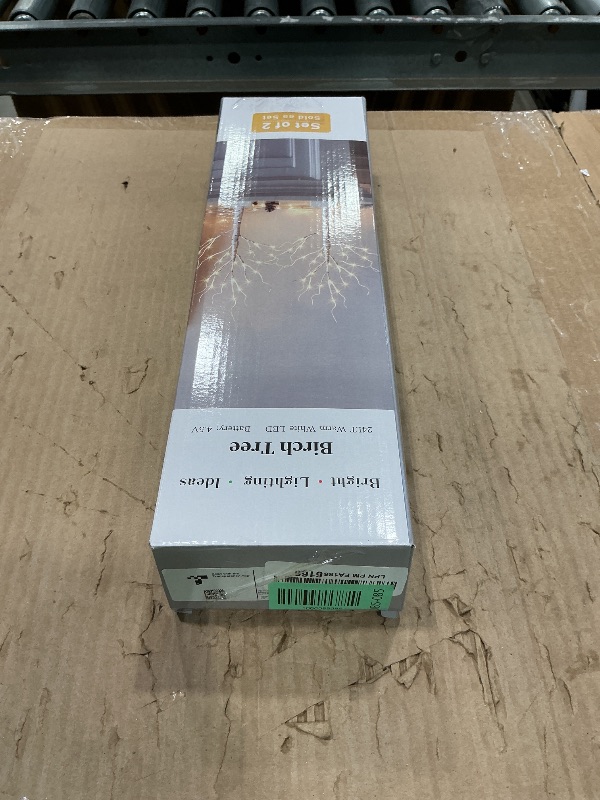 Bright · Lighting · Ideas
Birch Tree
24LT Warm White LED Battery: 4.5V
Set of 2
Sold as Set